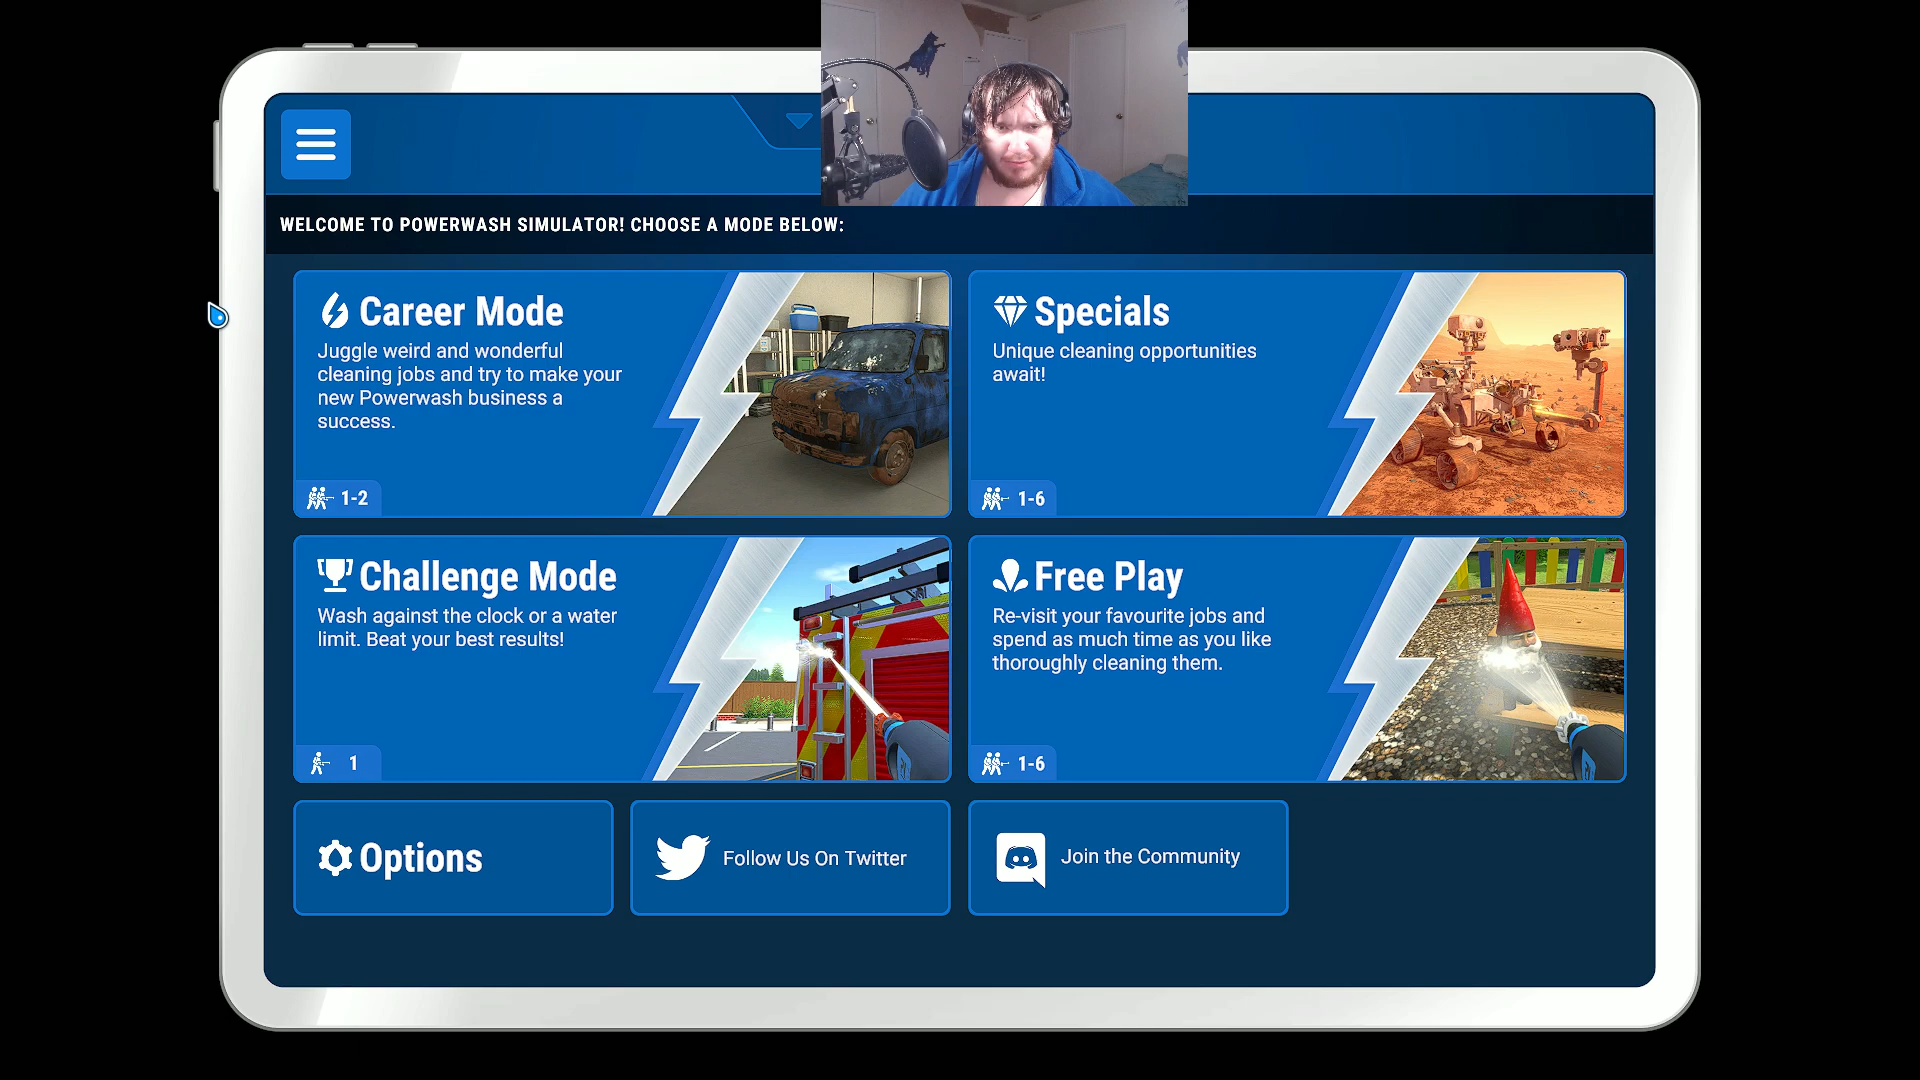 WELCOME TO POWERWASH SIMULATOR! CHOOSE A MODE BELOW:
Career Mode
Juggle weird and wonderful
cleaning jobs and try to make your
new Powerwash business a
success.
1-2
Specials
Unique cleaning opportunities
await!
1-6
Challenge Mode
Wash against the clock or a water
limit. Beat your best results!
1
Free Play
Re-visit your favourite jobs and
spend as much time as you like
thoroughly cleaning them.
1-6
Options
Follow Us On Twitter
Join the Community